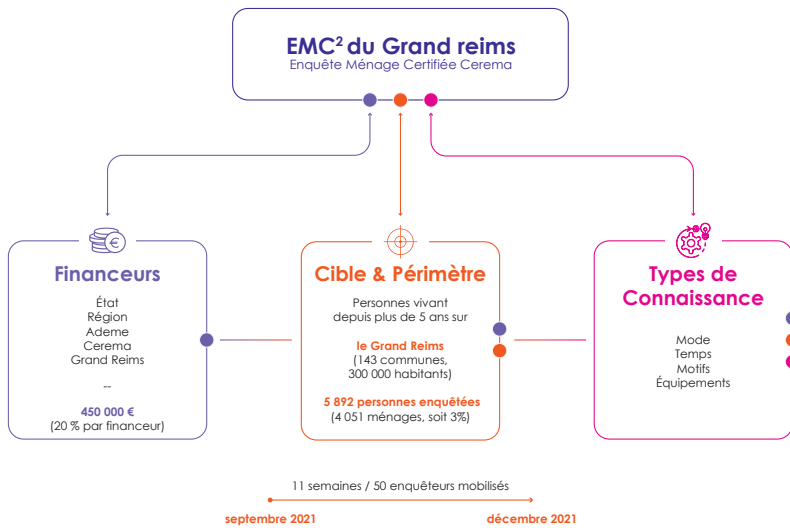 EMC² du Grand reims
Enquête Ménage Certifiée Cerema
Financeurs
État
Région
Ademe
Cerema
Grand Reims
--
450 000 €
(20 % par financeur)
Cible & Périmètre
Personnes vivant
depuis plus de 5 ans sur
le Grand Reims
(143 communes,
300 000 habitants)
5 892 personnes enquêtées
(4 051 ménages, soit 3%)
Types de
Connaissance
Mode
Temps
Motifs
Équipements
11 semaines / 50 enquêteurs mobilisés
septembre 2021
décembre 2021